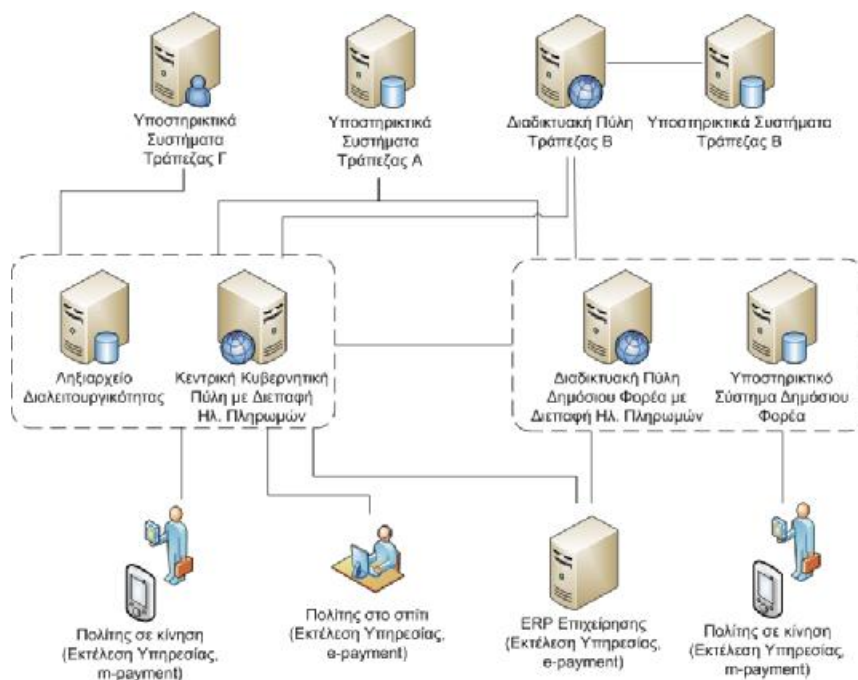 Υποστηρικτικά
Συστήματα
Τράπεζας Γ
Υποστηρικτικά
Συστήματα
Τράπεζας Α
Διαδικτυακή Πύλη
Τράπεζας Β
Υποστηρικτικά Συστήματα
Τράπεζας Β
Ληξιαρχείο
Διαλειτουργικότητας
Κεντρική Κυβερνητική
Πύλη με Διεπαφή
Ηλ. Πληρωμών
Διαδικτυακή Πύλη
Δημόσιου Φορέα με
Διεπαφή Ηλ. Πληρωμών
Υποστηρικτικό
Σύστημα Δημόσιου
Φορέα
Πολίτης σε κίνηση
(Εκτέλεση Υπηρεσίας,
m-payment)
Πολίτης στο σπίτι
(Εκτέλεση Υπηρεσίας,
e-payment)
ERP Επιχείρησης
(Εκτέλεση Υπηρεσίας,
e-payment)
Πολίτης σε κίνηση
(Εκτέλεση Υπηρεσίας,
m-payment)